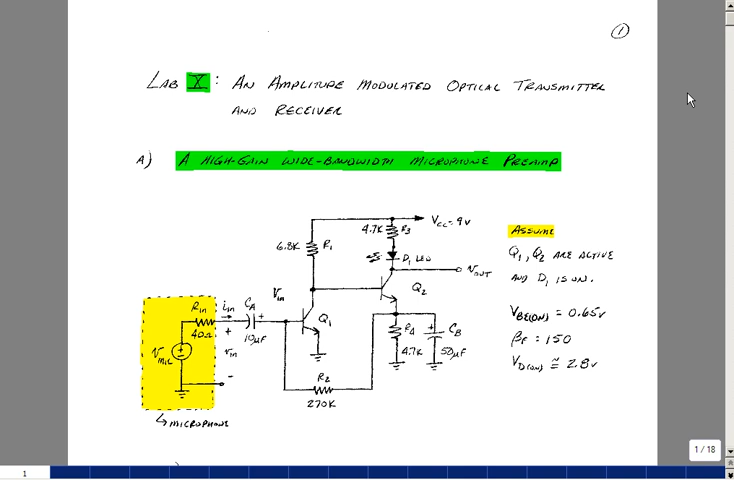 ①
LAB X: AN AMPLITUDE MODULATED OPTICAL TRANSMITTER
AND RECEIVER
A) A HIGH-GAIN WIDE-BANDWIDTH MICROPHONE PREAMP
VCC=9V
4.7K R3
6.8K R1
D1 LED
VOUT
Vin
Q2
ASSUME
Q1, Q2 ARE ACTIVE
AND D1 IS ON.
VBE(ON) = 0.65V
βF = 150
VD(ON) ≅ 2.8V
Rin iin CA
40Ω + 10μF +
Q1
R4 + CB
4.7K 50μF
Vmic + vin -
R2
270K
↳ MICROPHONE
1 / 18
1